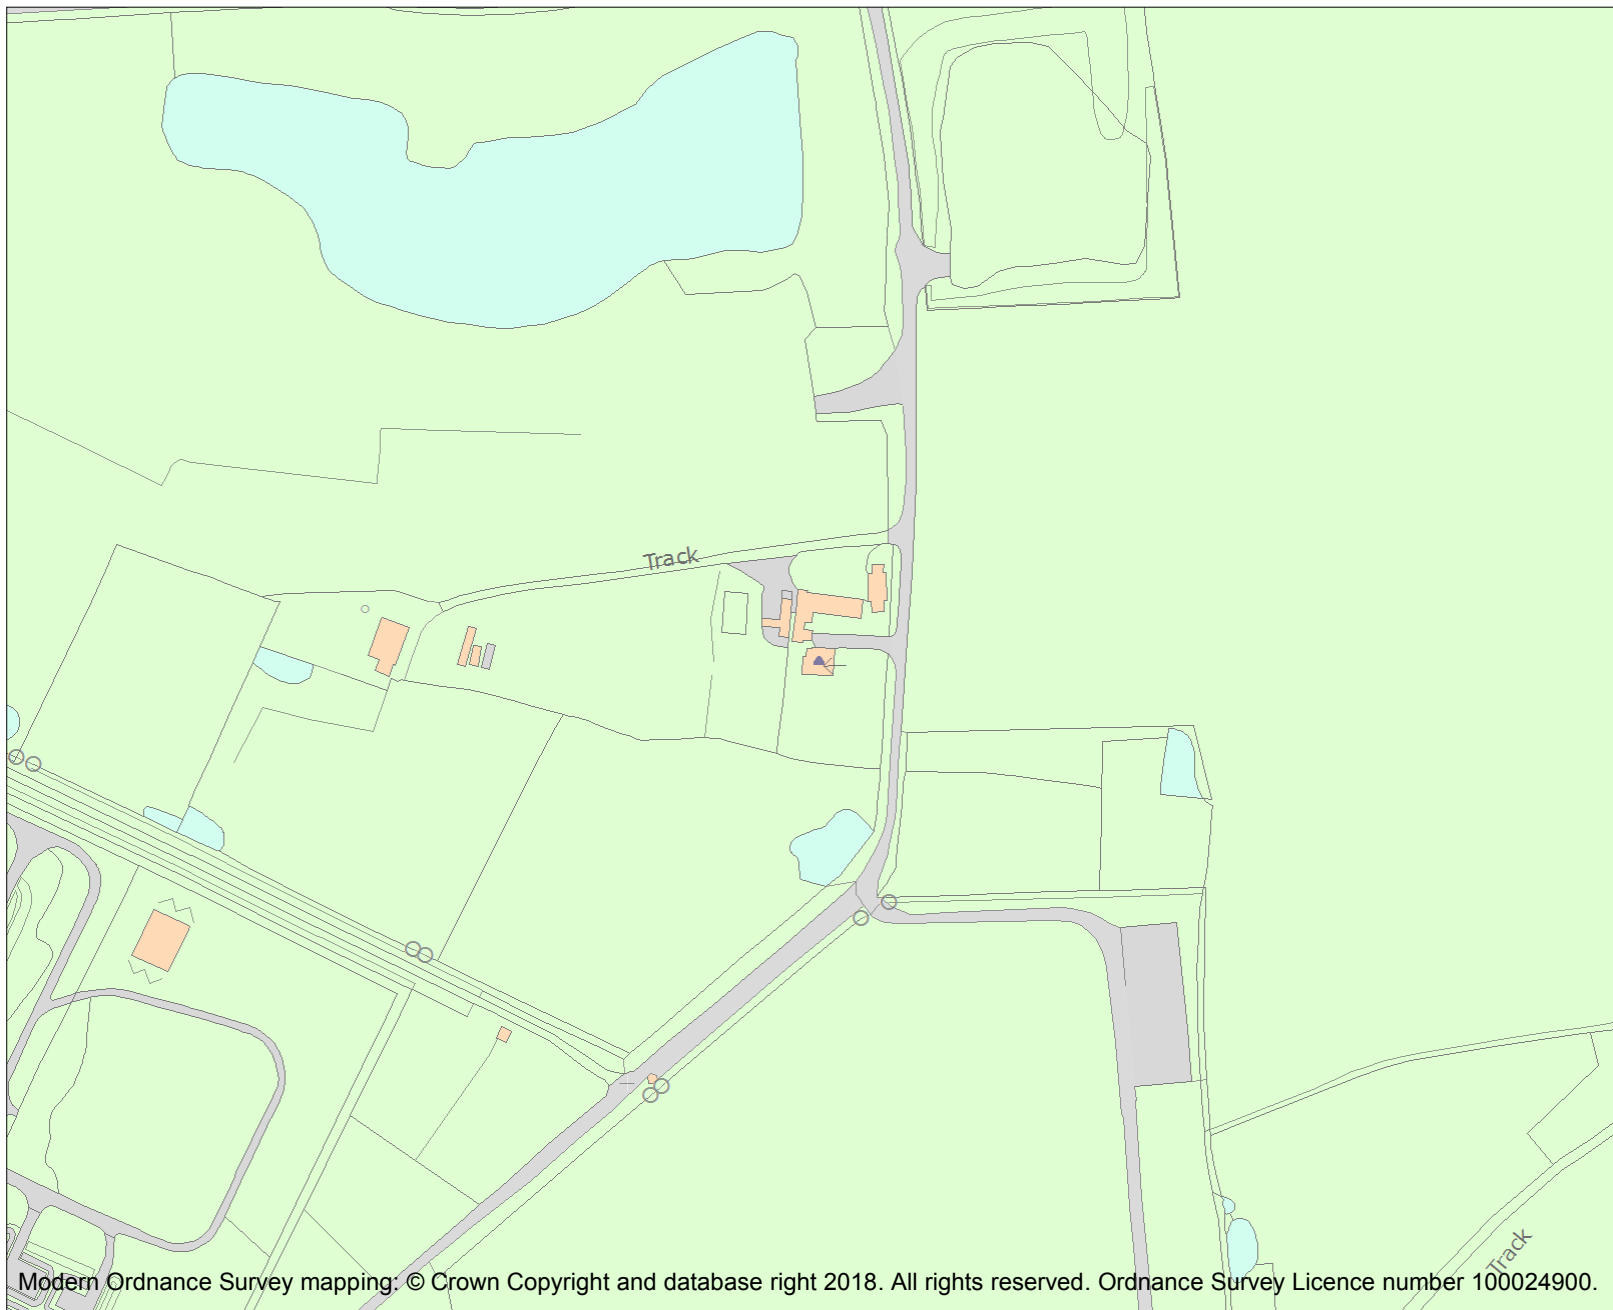 Track
Track
Modern Ordnance Survey mapping: © Crown Copyright and database right 2018. All rights reserved. Ordnance Survey Licence number 100024900.